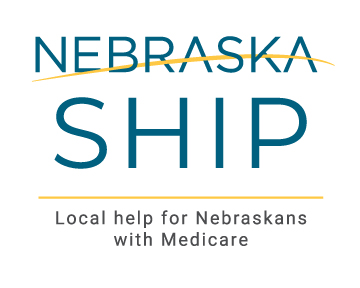 NEBRASKA
SHIP
Local help for Nebraskans
with Medicare